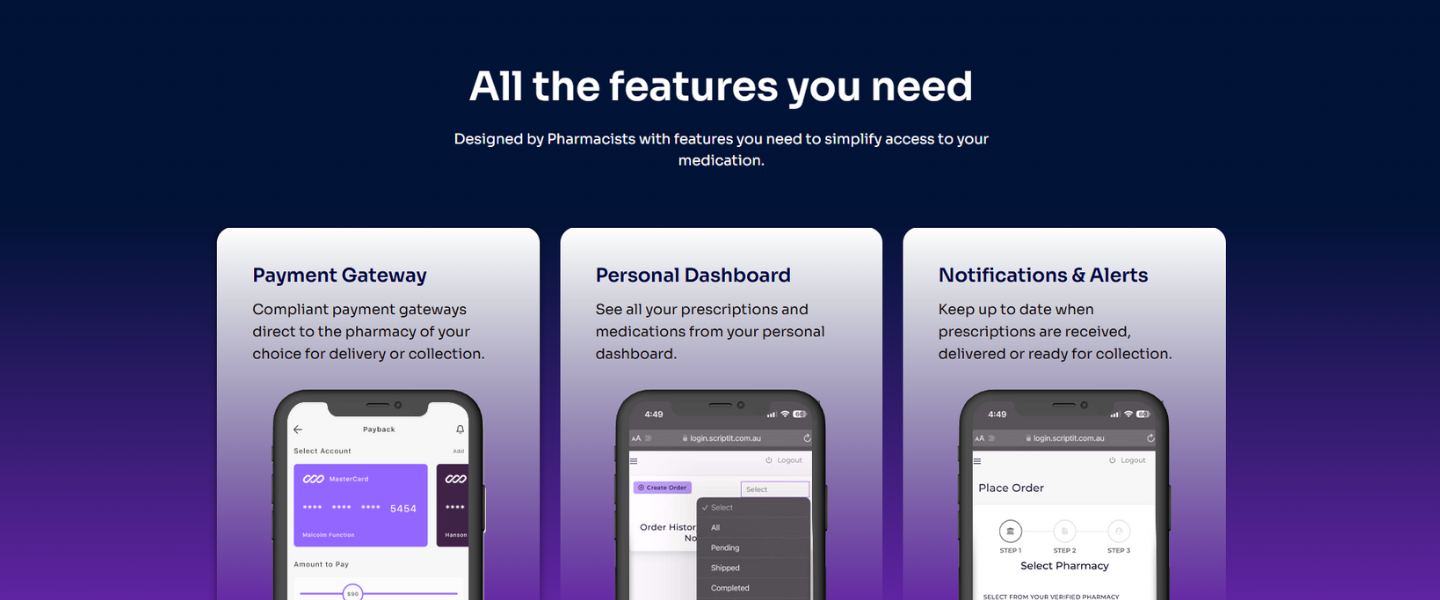 All the features you need
Designed by Pharmacists with features you need to simplify access to your
medication.
Payment Gateway
Compliant payment gateways
direct to the pharmacy of your
choice for delivery or collection.
Payback
Select Account
Add
MasterCard
**** **** **** 5454
****
Malcolm Function
Hanson
Amount to Pay
$90
Personal Dashboard
See all your prescriptions and
medications from your personal
dashboard.
4:49
AA
login.scriptit.com.au
Logout
Create Order
Select
Order Histor
No
✓ Select
All
Pending
Shipped
Completed
Notifications & Alerts
Keep up to date when
prescriptions are received,
delivered or ready for collection.
4:49
AA
login.scriptit.com.au
Logout
Place Order
STEP 1
STEP 2
STEP 3
Select Pharmacy
SELECT FROM YOUR VERIFIED PHARMACY